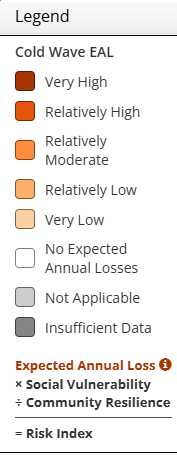 Legend
Cold Wave EAL
Very High
Relatively High
Relatively
Moderate
Relatively Low
Very Low
No Expected
Annual Losses
Not Applicable
Insufficient Data
Expected Annual Loss
× Social Vulnerability
÷ Community Resilience
= Risk Index